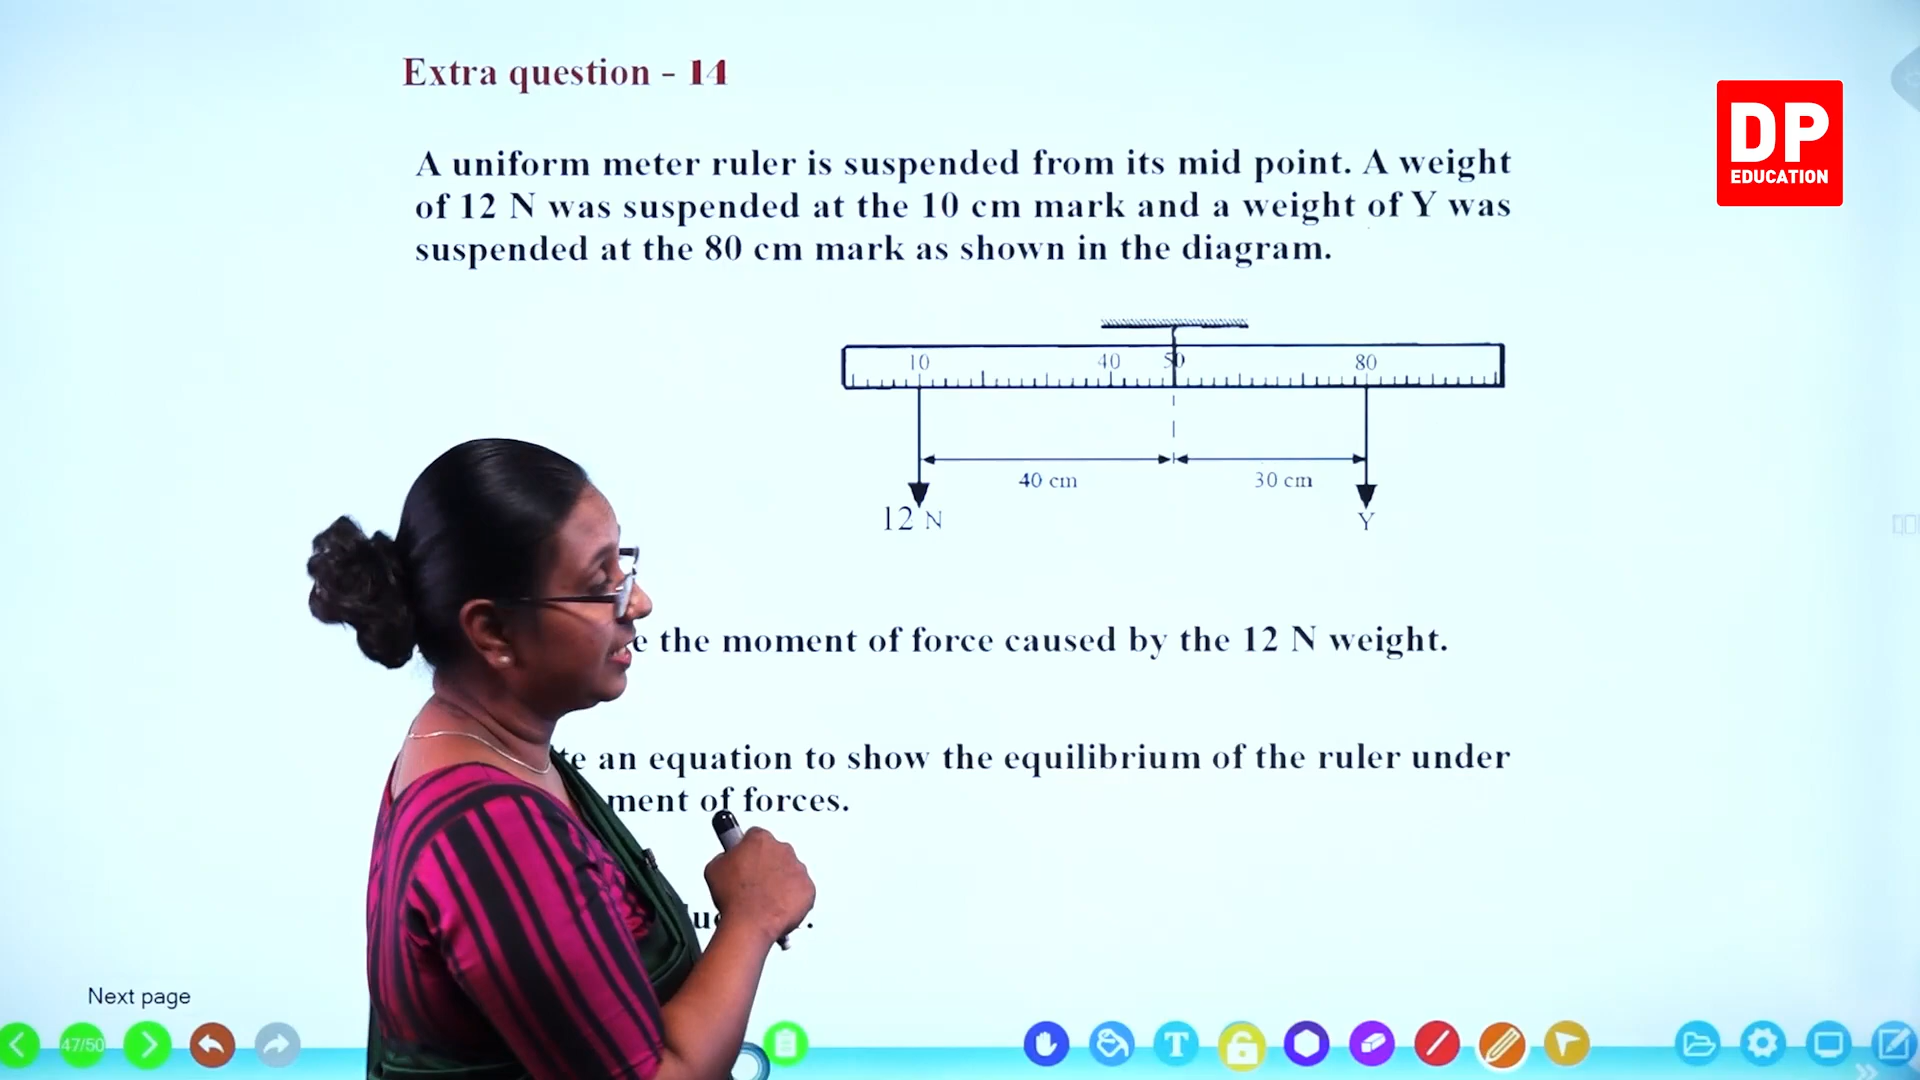 Extra question - 14
DP
EDUCATION
A uniform meter ruler is suspended from its mid point. A weight
of 12 N was suspended at the 10 cm mark and a weight of Y was
suspended at the 80 cm mark as shown in the diagram.
10 40 50 80
40 cm 30 cm
12 N Y
the moment of force caused by the 12 N weight.
an equation to show the equilibrium of the ruler under
of forces.
Next page
47/50
T